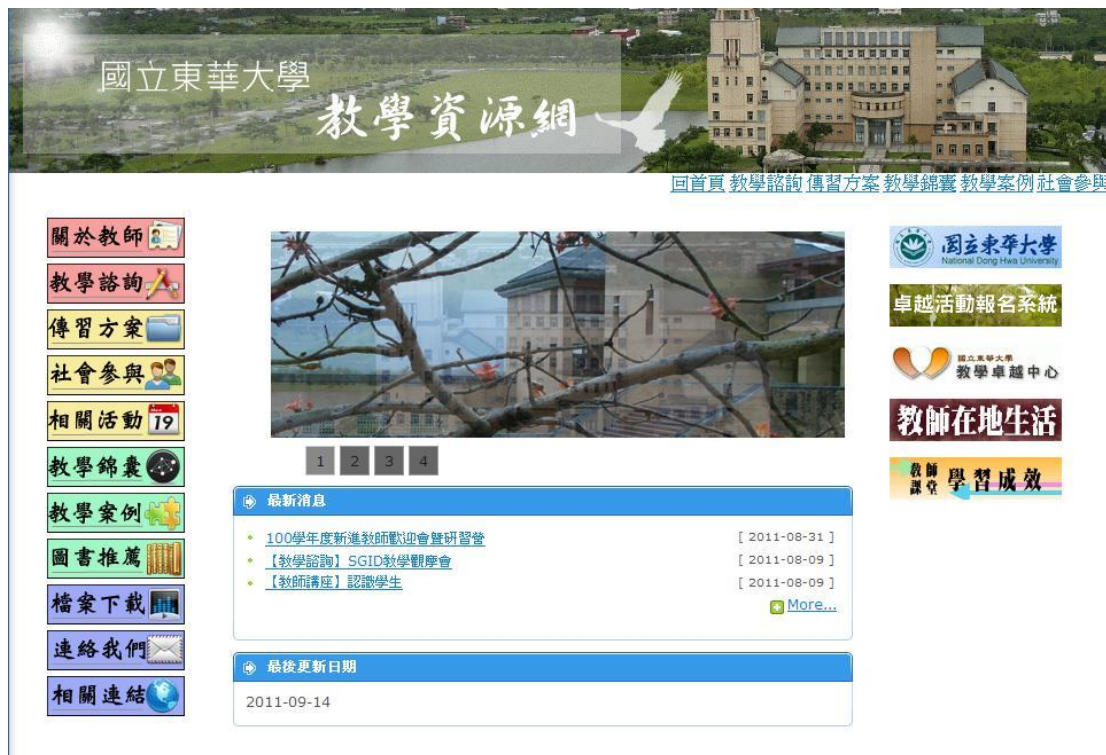 國立東華大學
教學資源網
回首頁 教學諮詢 傳習方案 教學錦囊 教學案例 社會參與
關於教師
教學諮詢
傳習方案
社會參與
相關活動 19
教學錦囊
教學案例
圖書推薦
檔案下載
連絡我們
相關連結
1 2 3 4
最新消息
100學年度新進教師歡迎會暨研習營 [ 2011-08-31 ]
【教學諮詢】SGID教學觀摩會 [ 2011-08-09 ]
【教師講座】認識學生 [ 2011-08-09 ]
More...
最後更新日期
2011-09-14
国立東華大學
National Dong Hwa University
卓越活動報名系統
國立東華大學
教學卓越中心
教師在地生活
教師課堂 學習成效